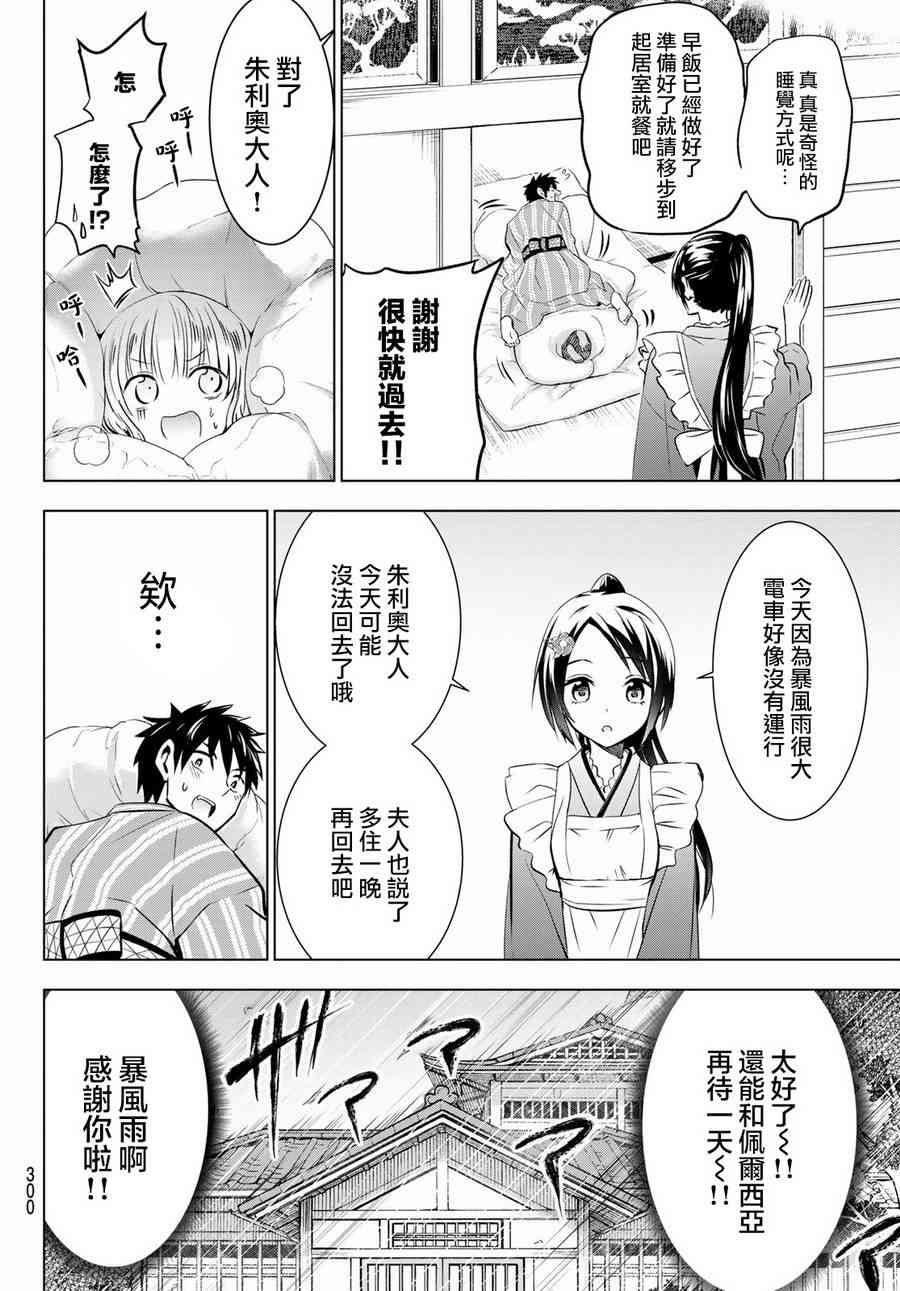 真 真是奇怪的
睡覺方式呢…
早飯已經做好了
準備好了就請移步到
起居室就餐吧
謝謝
很快就過去!!
對了
朱利奧大人！
怎
怎麼了!?
呼-
呼-
呼-
哈-
今天因為暴風雨很大
電車好像沒有運行
朱利奧大人
今天可能
沒法回去了哦
夫人也説了
多住一晚
再回去吧
欸…
太好了~!!
還能和佩爾西亞
再待一天~!!
ザァァァ
暴風雨啊
感謝你啦!!
300